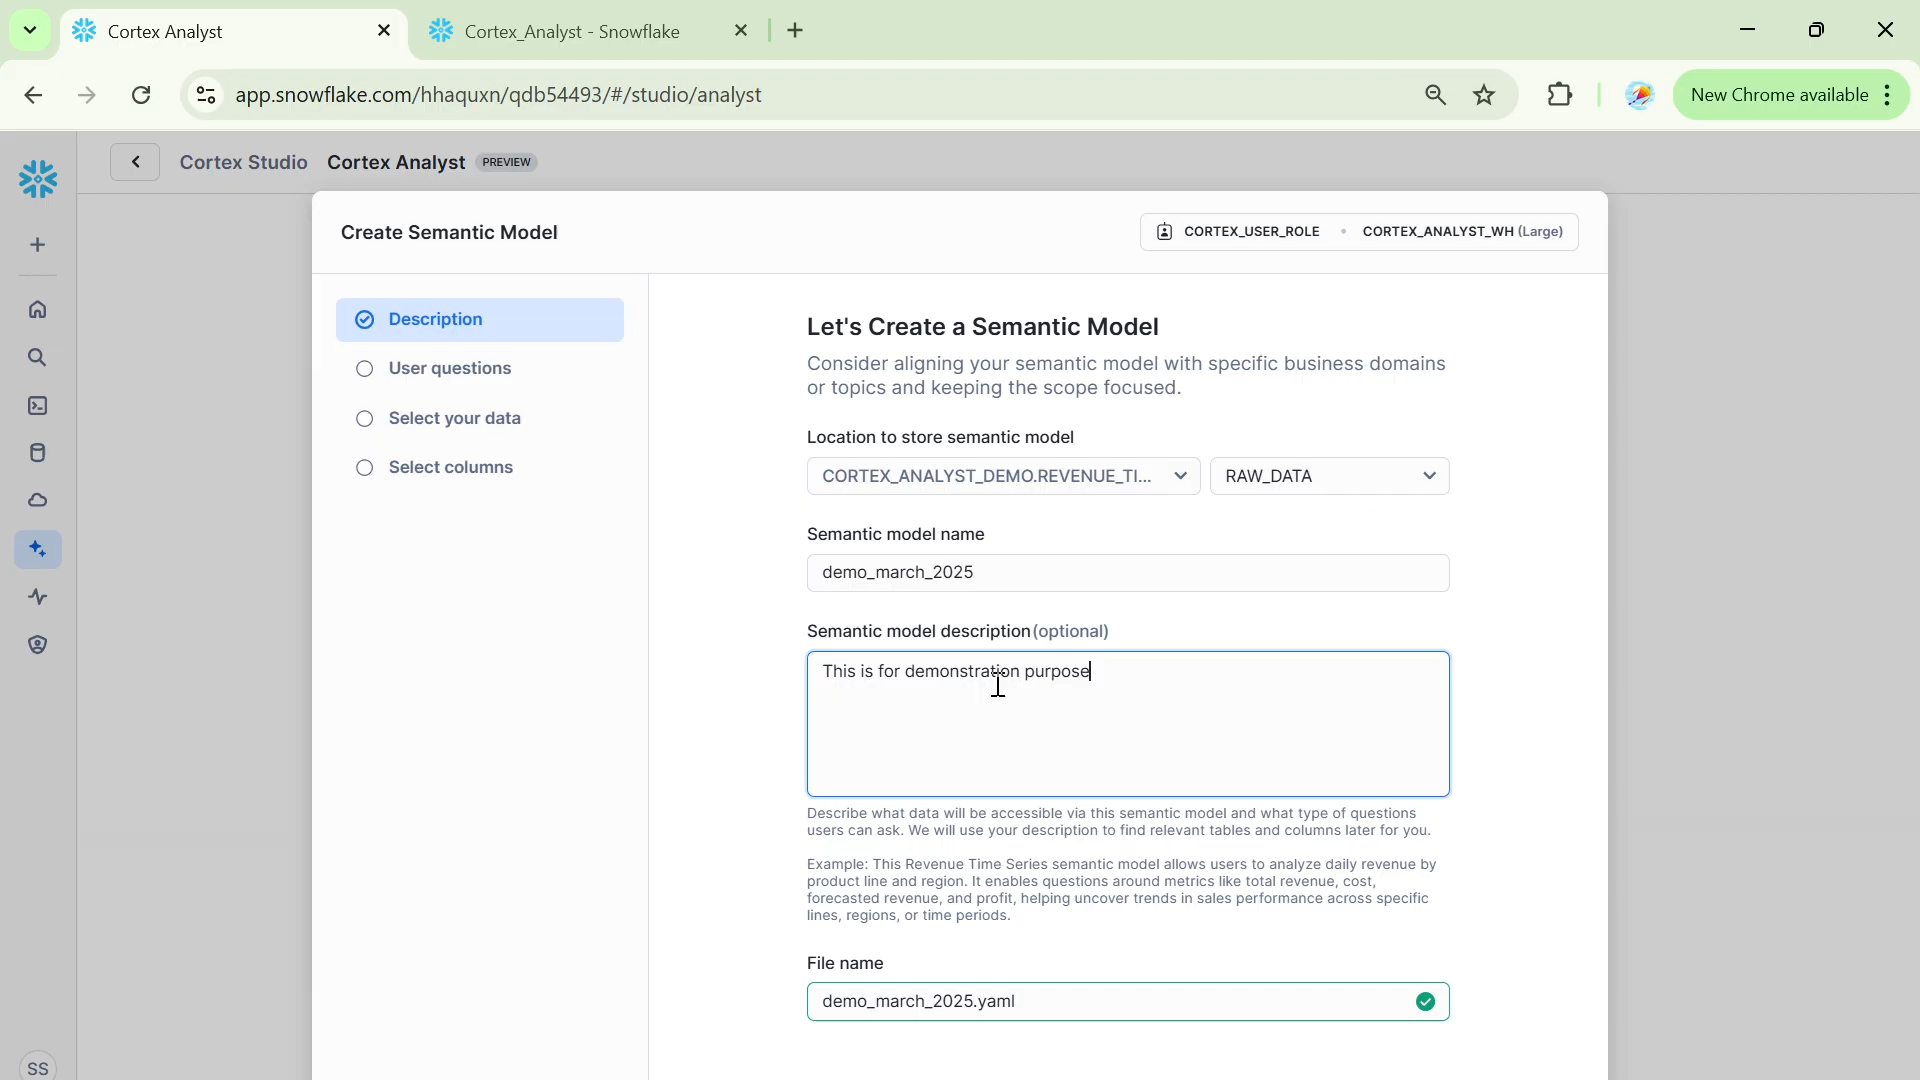 Cortex Analyst
Cortex_Analyst - Snowflake
app.snowflake.com/hhaquxn/qdb54493/#/studio/analyst
New Chrome available
Cortex Studio Cortex Analyst PREVIEW
Create Semantic Model
CORTEX_USER_ROLE • CORTEX_ANALYST_WH (Large)
Description
User questions
Select your data
Select columns
Let's Create a Semantic Model
Consider aligning your semantic model with specific business domains
or topics and keeping the scope focused.
Location to store semantic model
CORTEX_ANALYST_DEMO.REVENUE_TI... RAW_DATA
Semantic model name
demo_march_2025
Semantic model description (optional)
This is for demonstration purpose
Describe what data will be accessible via this semantic model and what type of questions
users can ask. We will use your description to find relevant tables and columns later for you.
Example: This Revenue Time Series semantic model allows users to analyze daily revenue by
product line and region. It enables questions around metrics like total revenue, cost,
forecasted revenue, and profit, helping uncover trends in sales performance across specific
lines, regions, or time periods.
File name
demo_march_2025.yaml
SS